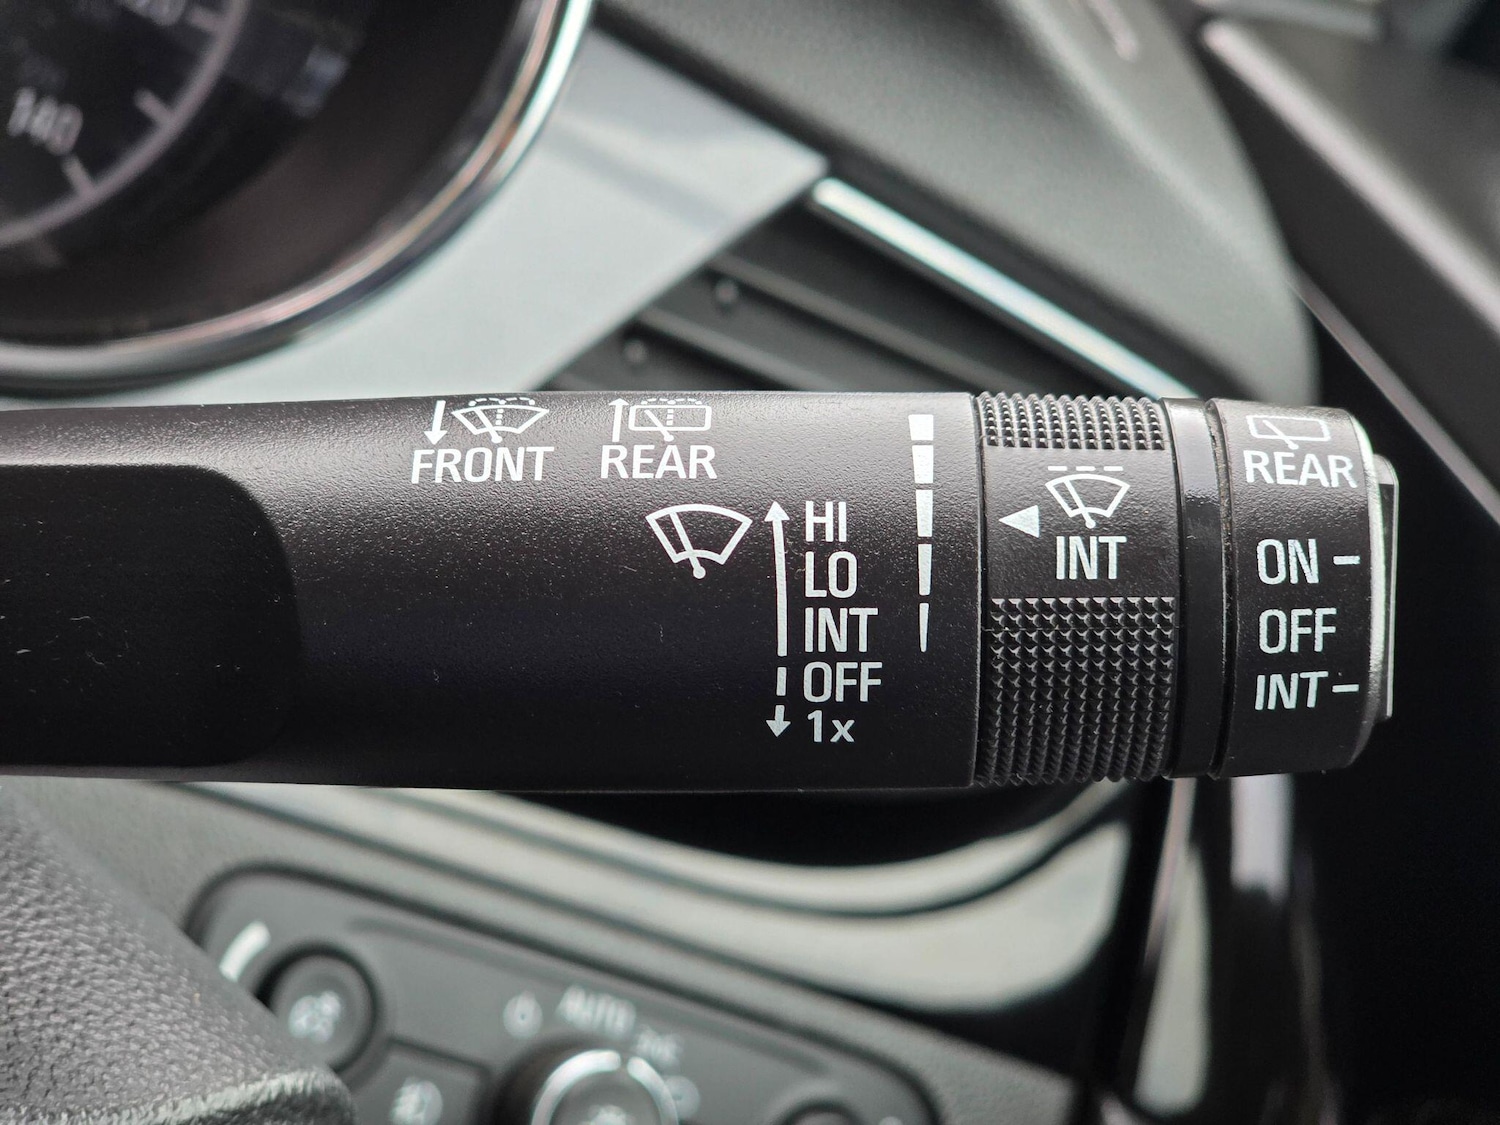 140
FRONT
REAR
HI
LO
INT
OFF
1x
INT
REAR
ON
OFF
INT
AUTO